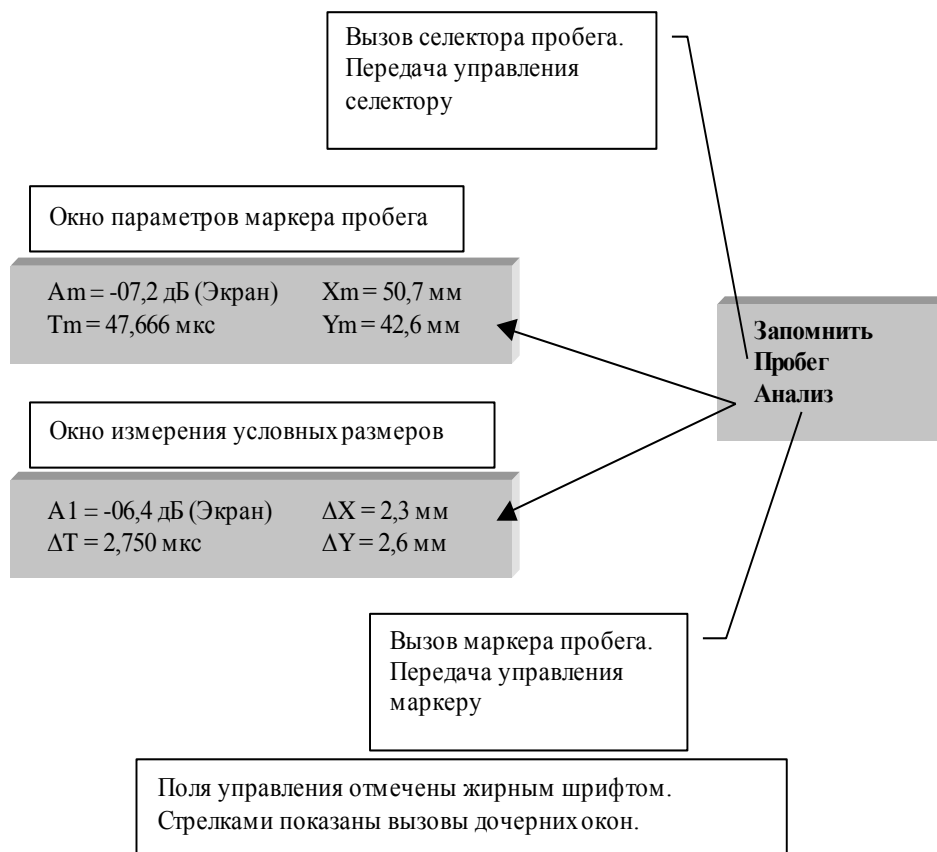 Вызов селектора пробега.
Передача управления
селектору
Окно параметров маркера пробега
Am = -07,2 дБ (Экран) Xm = 50,7 мм
Tm = 47,666 мкс Ym = 42,6 мм
Запомнить
Пробег
Анализ
Окно измерения условных размеров
A1 = -06,4 дБ (Экран) ΔX = 2,3 мм
ΔT = 2,750 мкс ΔY = 2,6 мм
Вызов маркера пробега.
Передача управления
маркеру
Поля управления отмечены жирным шрифтом.
Стрелками показаны вызовы дочерних окон.